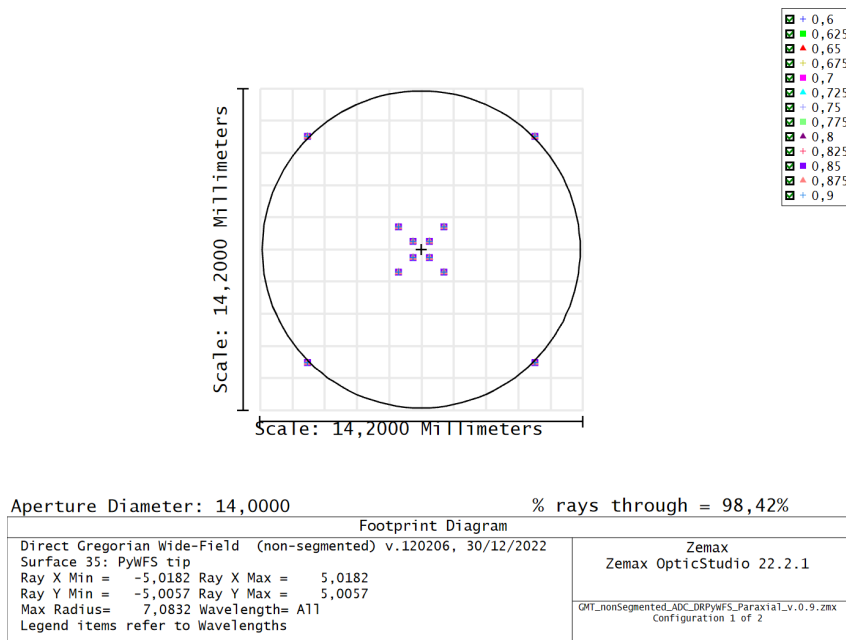 0,6
0,625
0,65
0,675
0,7
0,725
0,75
0,775
0,8
0,825
0,85
0,875
0,9
Scale: 14,2000 Millimeters
Scale: 14,2000 Millimeters
Aperture Diameter: 14,0000 % rays through = 98,42%
Footprint Diagram
Direct Gregorian Wide-Field (non-segmented) v.120206, 30/12/2022
Surface 35: PyWFS tip
Ray X Min = -5,0182 Ray X Max = 5,0182
Ray Y Min = -5,0057 Ray Y Max = 5,0057
Max Radius= 7,0832 Wavelength= All
Legend items refer to Wavelengths
Zemax
Zemax OpticStudio 22.2.1
GMT_nonSegmented_ADC_DRPyWFS_Paraxial_v.0.9.zmx
Configuration 1 of 2